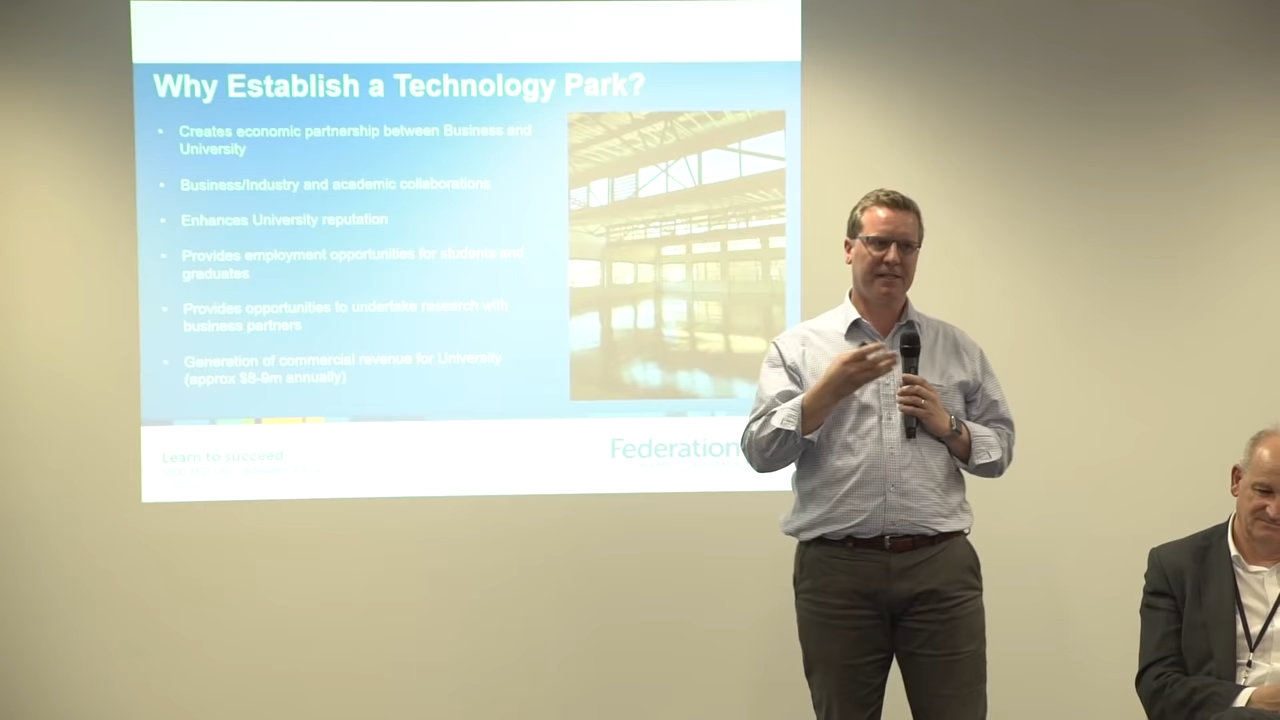 Why Establish a Technology Park?
• Creates economic partnership between Business and
University
• Business/Industry and academic collaborations
• Enhances University reputation
• Provides employment opportunities for students and
graduates
• Provides opportunities to undertake research with
business partners
• Generation of commercial revenue for University
(approx $8-9m annually)
Learn to succeed
Federation